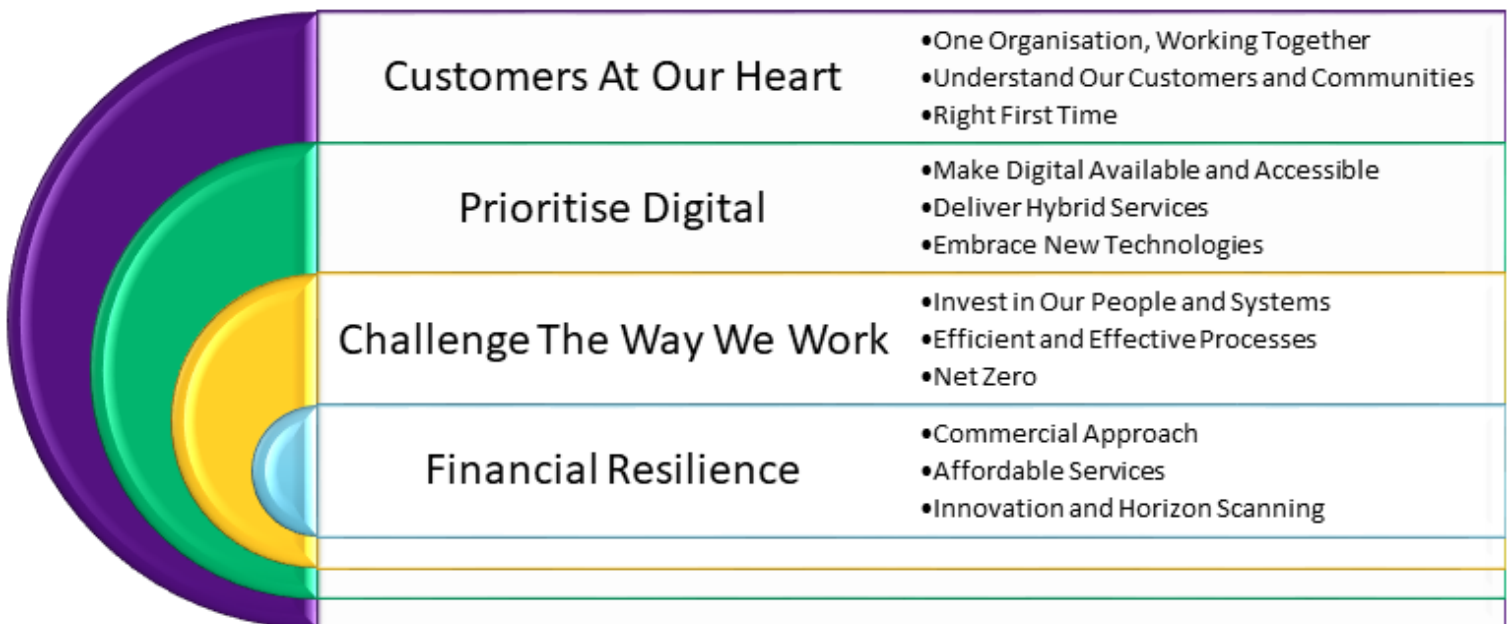 Customers At Our Heart
•One Organisation, Working Together
•Understand Our Customers and Communities
•Right First Time
Prioritise Digital
•Make Digital Available and Accessible
•Deliver Hybrid Services
•Embrace New Technologies
Challenge The Way We Work
•Invest in Our People and Systems
•Efficient and Effective Processes
•Net Zero
Financial Resilience
•Commercial Approach
•Affordable Services
•Innovation and Horizon Scanning